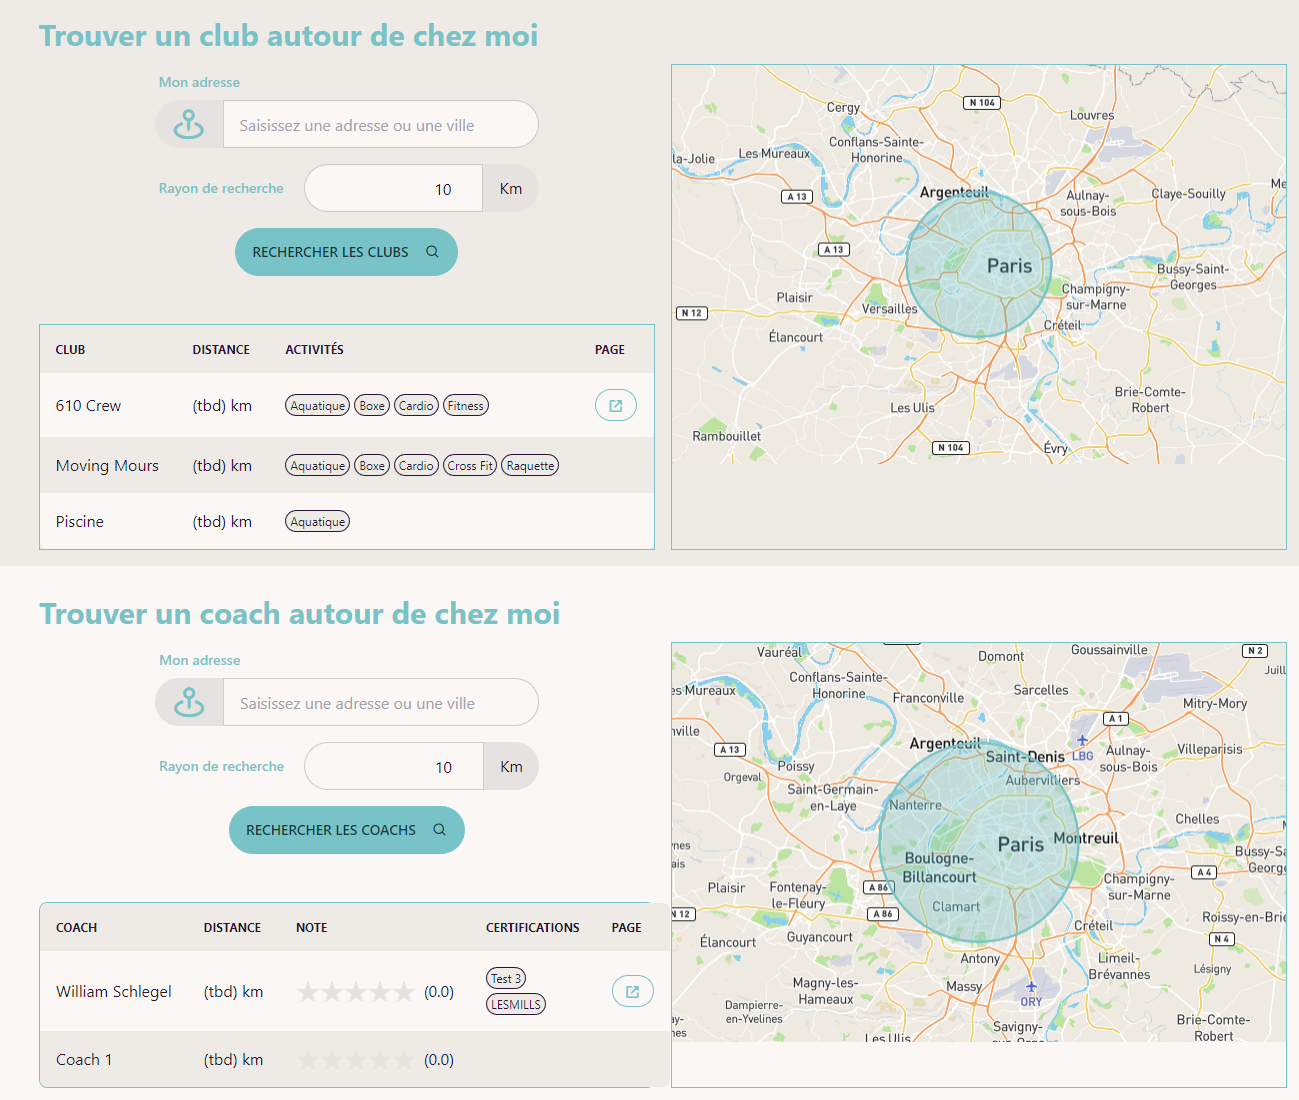 Trouver un club autour de chez moi
Mon adresse
Saisissez une adresse ou une ville
Rayon de recherche 10 Km
RECHERCHER LES CLUBS
CLUB DISTANCE ACTIVITÉS PAGE
610 Crew (tbd) km Aquatique Boxe Cardio Fitness
Moving Mours (tbd) km Aquatique Boxe Cardio Cross Fit Raquette
Piscine (tbd) km Aquatique
N 104
Cergy
Louvres
Conflans-Sainte-
Honorine
Les Mureaux
la-Jolie
Argenteuil
A 13
Aulnay-
sous-Bois
Claye-Souilly
Me
A 13
Paris
Bussy-Saint-
Georges
Plaisir
Versailles
Champigny-
sur-Marne
N 12
Créteil
Élancourt
Brie-Comte-
Robert
Les Ulis
Rambouillet
N 104
Évry
Trouver un coach autour de chez moi
Mon adresse
Saisissez une adresse ou une ville
Rayon de recherche 10 Km
RECHERCHER LES COACHS
COACH DISTANCE NOTE CERTIFICATIONS PAGE
William Schlegel (tbd) km (0.0) Test 3
LESMILLS
Coach 1 (tbd) km (0.0)
Vauréal
Domont
Goussainville
N 2
Juill
Conflans-Sainte-
Honorine
es Mureaux
Franconville
Sarcelles
Mitry-Mory
A 1
nville
A 13
Argenteuil
Saint-Denis
LBG
Aulnay-
sous-Bois
Villeparisis
Poissy
Orgeval
Aubervilliers
Saint-Germain-
en-Laye
Nanterre
Chelles
Paris
Montreuil
nes
ais
Boulogne-
Billancourt
Bussy-Sa
Georg
A 4
Plaisir
Fontenay-
le-Fleury
A 86
Champigny-
sur-Marne
Clamart
N 12
A 86
Roissy-en-Brie
Créteil
Élancourt
Guyancourt
N 4
Antony
Limeil-
Brévannes
Lésigny
Magny-les-
Hameaux
Massy
ORY
Dampierre-
en-Yvelines
ay-
s
Savigny-
sur-Orge
Brie-Comte-
Robert
Les Ulis